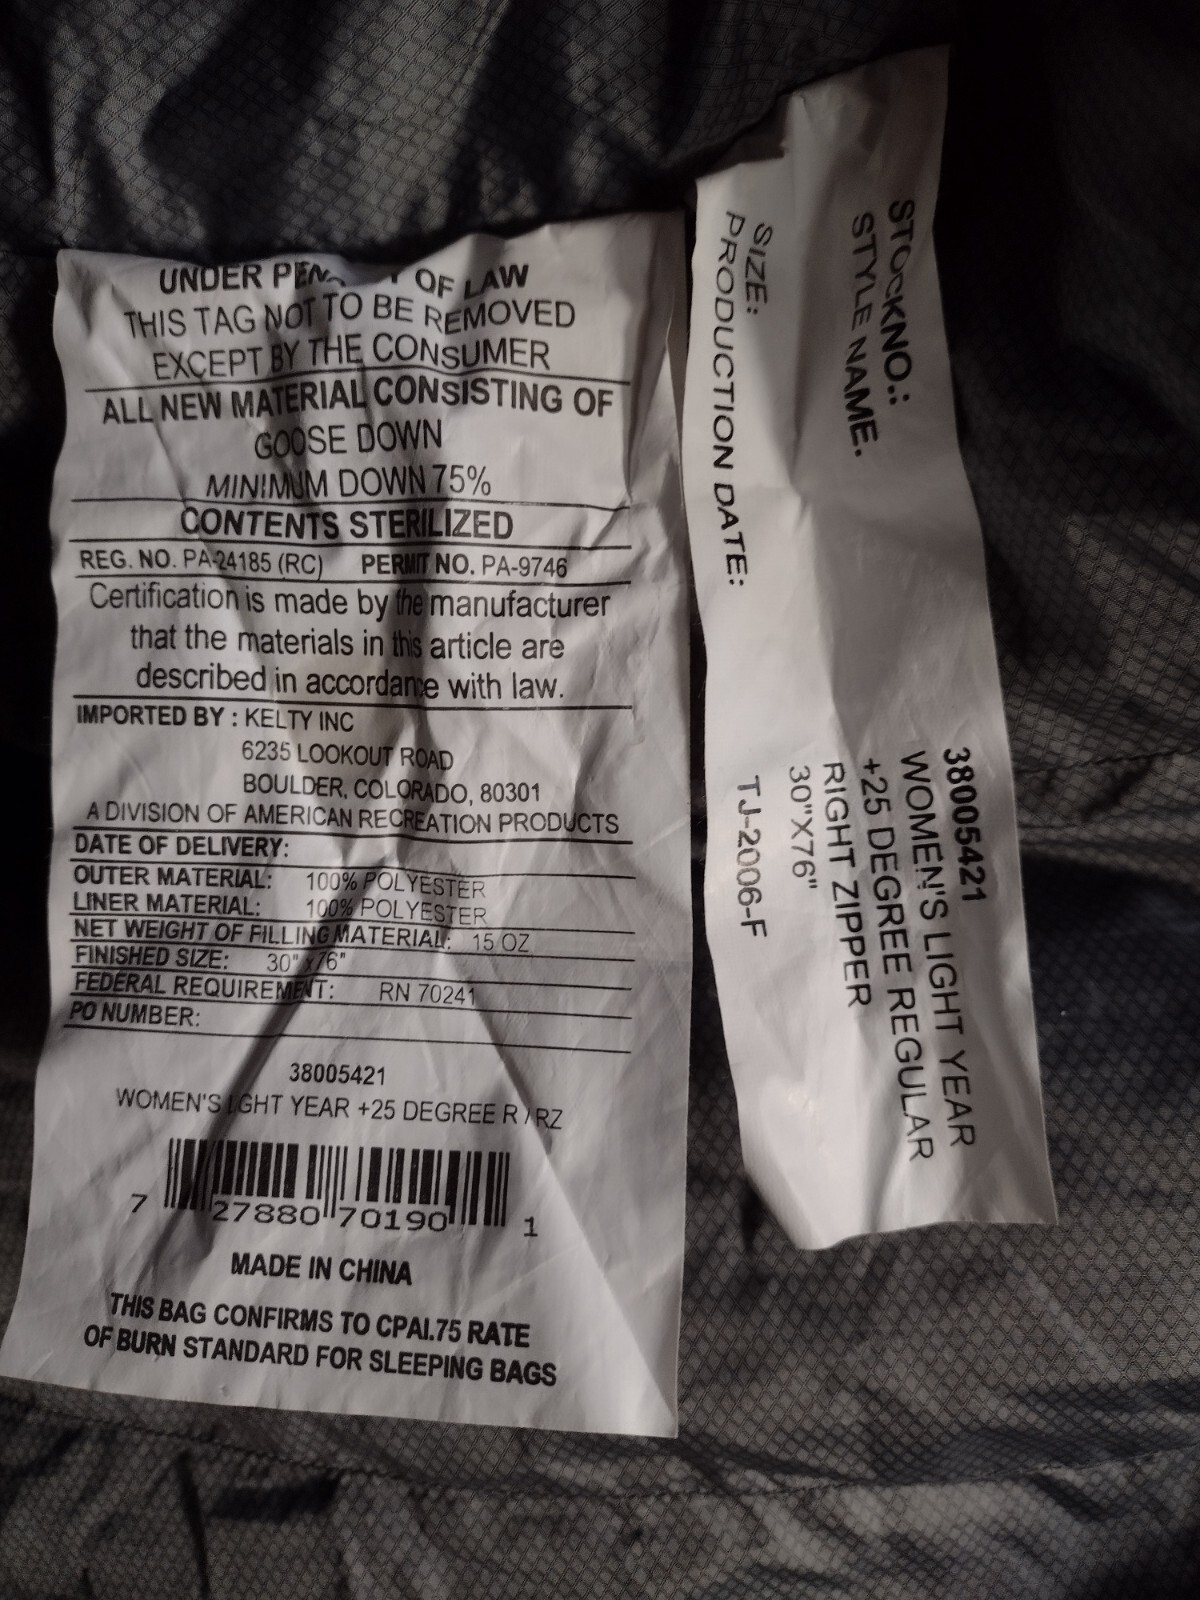 UNDER OF LAW
THIS TAG NOT TO BE REMOVED
EXCEPT BY THE CONSUMER
ALL NEW MATERIAL CONSISTING OF
GOOSE DOWN
MINIMUM DOWN 75%
CONTENTS STERILIZED
REG. NO. PA-24185 (RC) PERMIT NO. PA-9746
Certification is made by the manufacturer
that the materials in this article are
described in accordance with law.
IMPORTED BY : KELTY INC
6235 LOOKOUT ROAD
BOULDER, COLORADO, 80301
A DIVISION OF AMERICAN RECREATION PRODUCTS
DATE OF DELIVERY:
OUTER MATERIAL: 100% POLYESTER
LINER MATERIAL: 100% POLYESTER
NET WEIGHT OF FILLING MATERIAL: 15 OZ
FINISHED SIZE: 30" x76"
FEDERAL REQUIREMENT: RN 70241
PO NUMBER:
38005421
WOMEN'S LIGHT YEAR +25 DEGREE R / RZ
7 27880 70190 1
MADE IN CHINA
THIS BAG CONFIRMS TO CPAI.75 RATE
OF BURN STANDARD FOR SLEEPING BAGS
STOCKNO.: 38005421
STYLE NAME. WOMEN'S LIGHT YEAR
+25 DEGREE REGULAR
RIGHT ZIPPER
SIZE: 30"X76"
PRODUCTION DATE: TJ-2006-F